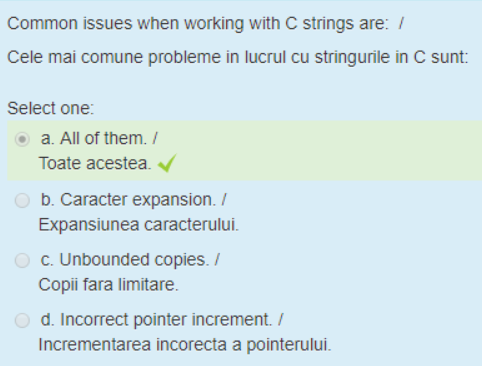 Common issues when working with C strings are: /
Cele mai comune probleme in lucrul cu stringurile in C sunt:
Select one:
a. All of them. /
Toate acestea.
b. Caracter expansion. /
Expansiunea caracterului.
c. Unbounded copies. /
Copii fara limitare.
d. Incorrect pointer increment. /
Incrementarea incorecta a pointerului.